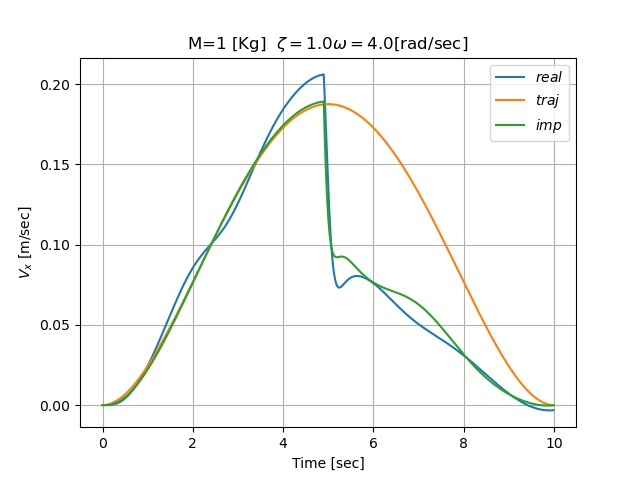 M=1 [Kg] ζ = 1.0ω = 4.0[rad/sec]
real
traj
imp
0.20
0.15
0.10
0.05
0.00
Vₓ [m/sec]
0 2 4 6 8 10
Time [sec]